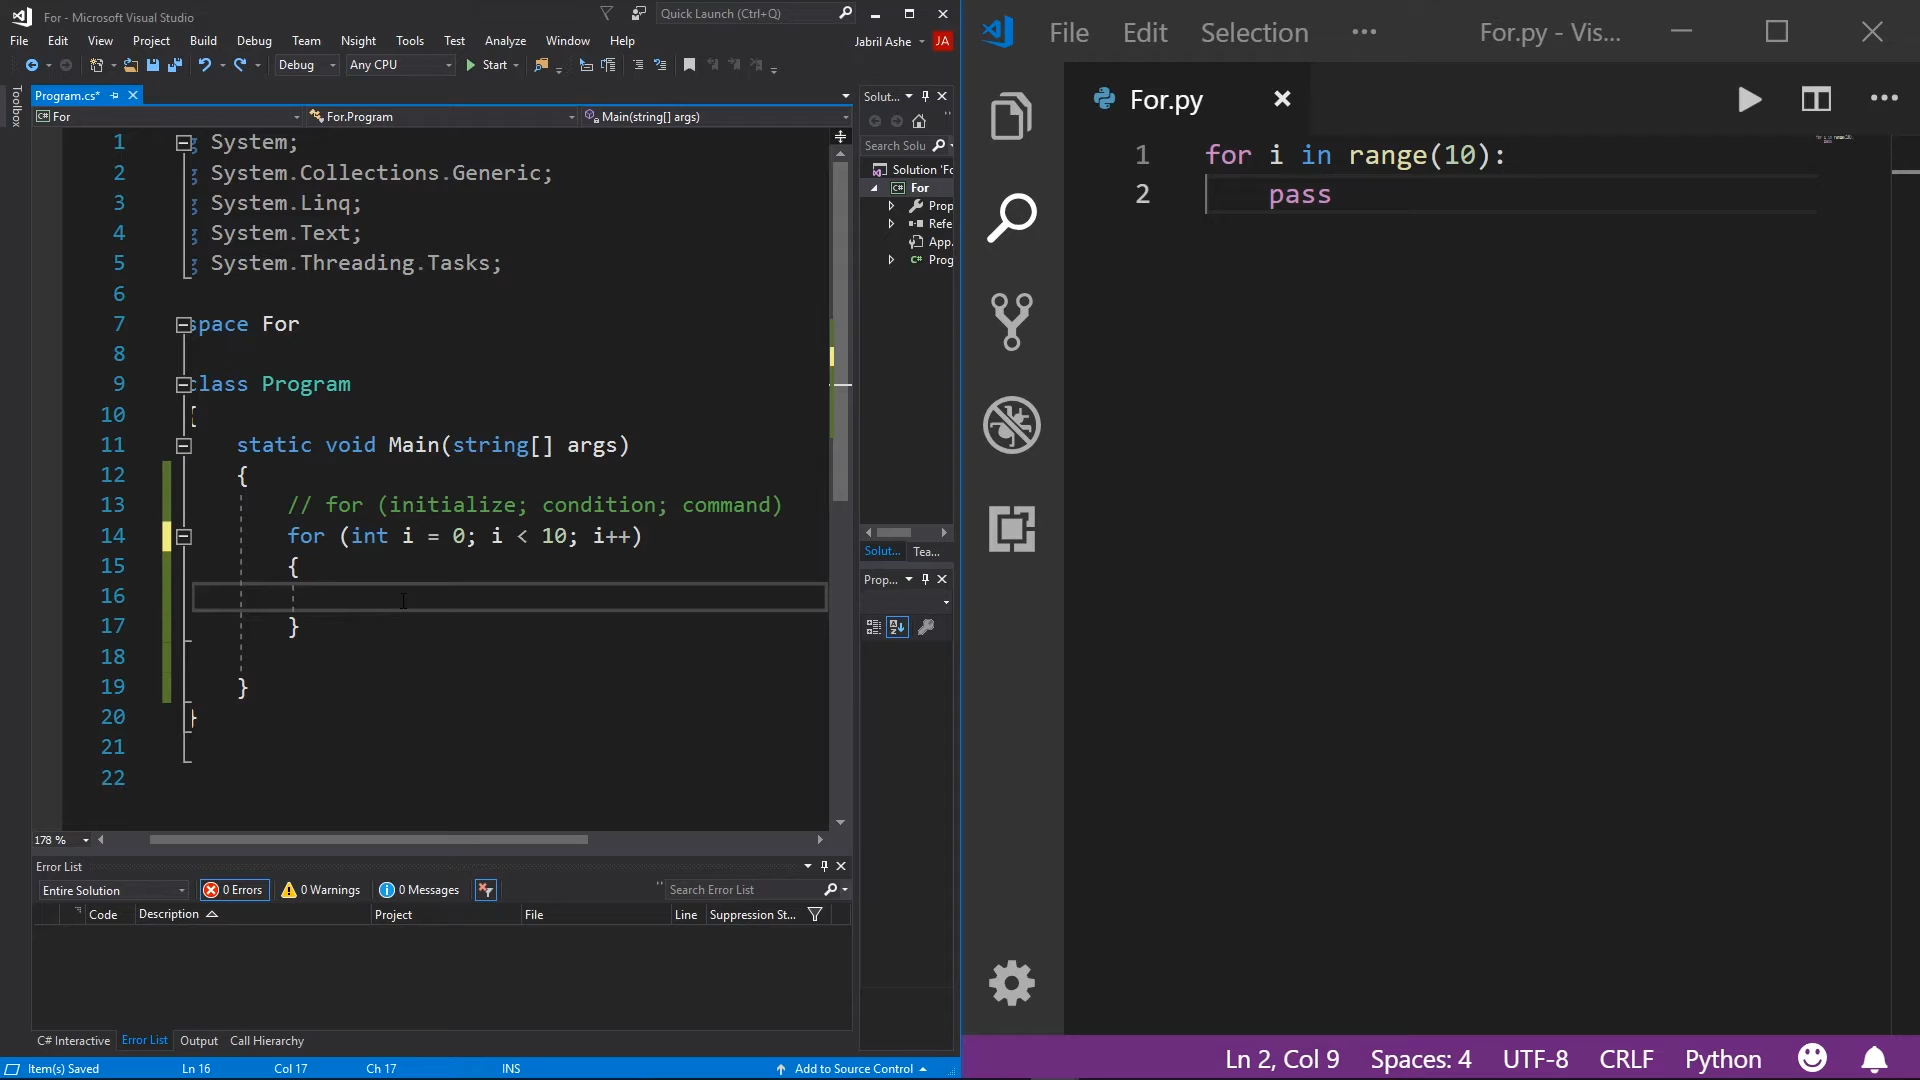 For - Microsoft Visual Studio
Quick Launch (Ctrl+Q)
File Edit View Project Build Debug Team Nsight Tools Test Analyze Window Help
Jabril Ashe JA
Debug Any CPU Start
Toolbox
Program.cs*
For For.Program Main(string[] args)
1 System;
2 System.Collections.Generic;
3 System.Linq;
4 System.Text;
5 System.Threading.Tasks;
6
7 space For
8
9 class Program
10 {
11 static void Main(string[] args)
12 {
13 // for (initialize; condition; command)
14 for (int i = 0; i < 10; i++)
15 {
16
17 }
18
19 }
20 }
21
22
178 %
Solut...
Search Solu
Solution 'Fo
For
Prop
Refe
App.
Prog
Solut... Tea...
Prop...
Error List
Entire Solution 0 Errors 0 Warnings 0 Messages Search Error List
Code Description Project File Line Suppression St...
C# Interactive Error List Output Call Hierarchy
Item(s) Saved Ln 16 Col 17 Ch 17 INS Add to Source Control
File Edit Selection ··· For.py - Vis...
For.py
1 for i in range(10):
2 pass
Ln 2, Col 9 Spaces: 4 UTF-8 CRLF Python